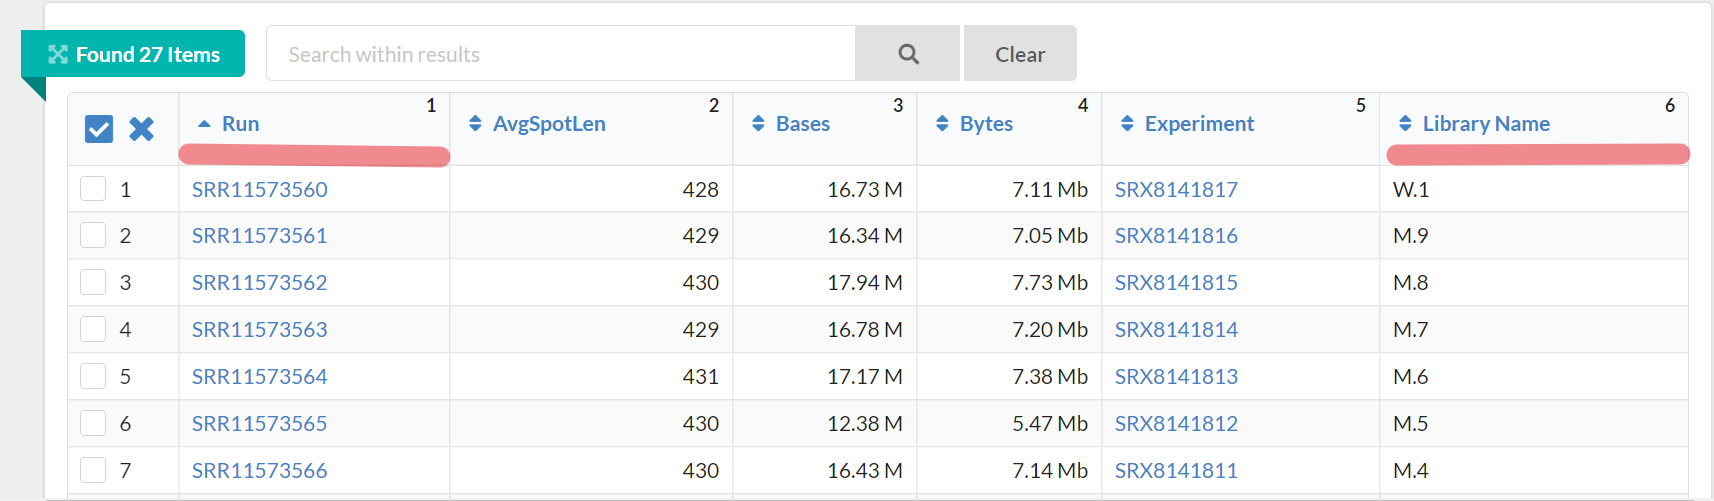 Found 27 Items Search within results Clear
Run 1 AvgSpotLen 2 Bases 3 Bytes 4 Experiment 5 Library Name 6
1 SRR11573560 428 16.73 M 7.11 Mb SRX8141817 W.1
2 SRR11573561 429 16.34 M 7.05 Mb SRX8141816 M.9
3 SRR11573562 430 17.94 M 7.73 Mb SRX8141815 M.8
4 SRR11573563 429 16.78 M 7.20 Mb SRX8141814 M.7
5 SRR11573564 431 17.17 M 7.38 Mb SRX8141813 M.6
6 SRR11573565 430 12.38 M 5.47 Mb SRX8141812 M.5
7 SRR11573566 430 16.43 M 7.14 Mb SRX8141811 M.4